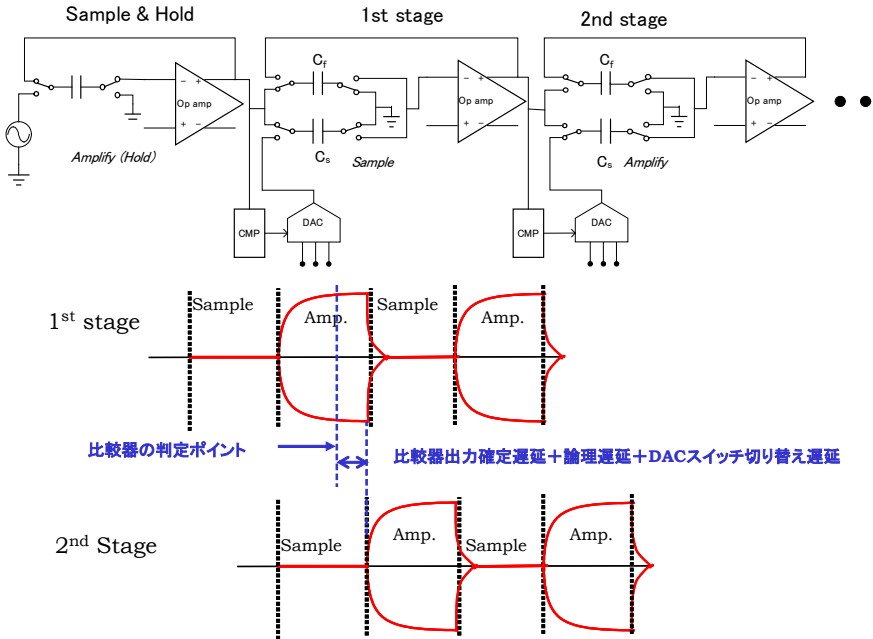 Sample & Hold
1st stage
2nd stage
Cf
Cf
− +
− +
− +
Op amp
Op amp
Op amp
+ −
+ −
+ −
Amplify (Hold)
Cs
Sample
Cs
Amplify
CMP
DAC
CMP
DAC
1st stage
Sample
Amp.
Sample
Amp.
比較器の判定ポイント
比較器出力確定遅延+論理遅延+DACスイッチ切り替え遅延
2nd Stage
Sample
Amp.
Sample
Amp.